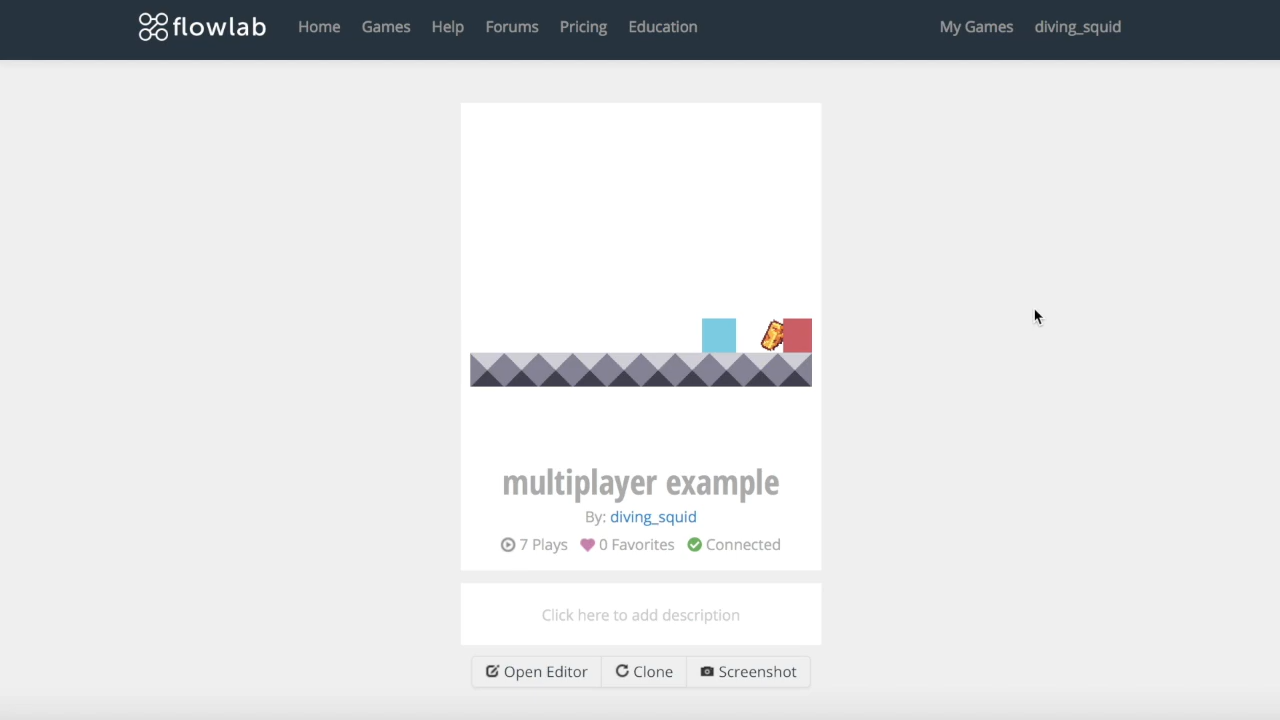 flowlab Home Games Help Forums Pricing Education My Games diving_squid
multiplayer example
By: diving_squid
7 Plays 0 Favorites Connected
Click here to add description
Open Editor Clone Screenshot